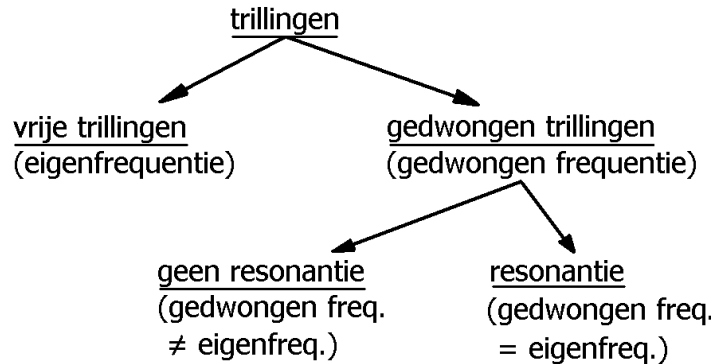 trillingen
vrije trillingen
(eigenfrequentie)
gedwongen trillingen
(gedwongen frequentie)
geen resonantie
(gedwongen freq.
≠ eigenfreq.)
resonantie
(gedwongen freq.
= eigenfreq.)